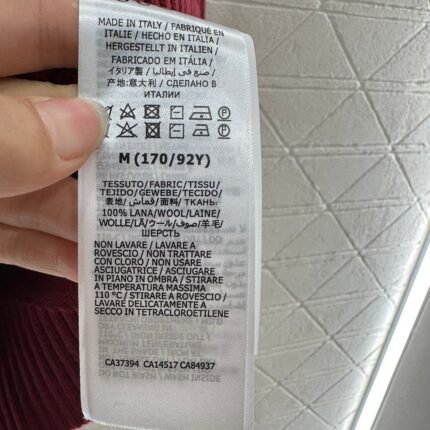 MADE IN ITALY / FABRIQUÉ EN
ITALIE / HECHO EN ITALIA /
HERGESTELLT IN ITALIEN /
FABRICADO EM ITÁLIA /
イタリア製 / صنع في إيطاليا /
产地:意大利 / СДЕЛАНО В
ИТАЛИИ
M (170/92Y)
TESSUTO/FABRIC/TISSU/
TEJIDO/GEWEBE/TECIDO/
表地/قماش/面料/ ТКАНЬ:
100% LANA/WOOL/LAINE/
WOLLE/LÃ/ウール/صوف/羊毛/
ШЕРСТЬ
NON LAVARE / LAVARE A
ROVESCIO / NON TRATTARE
CON CLORO / NON USARE
ASCIUGATRICE / ASCIUGARE
IN PIANO IN OMBRA / STIRARE
A TEMPERATURA MASSIMA
110 °C / STIRARE A ROVESCIO /
LAVARE DELICATAMENTE A
SECCO IN TETRACLOROETILENE
CA37394 CA14517 CA84937